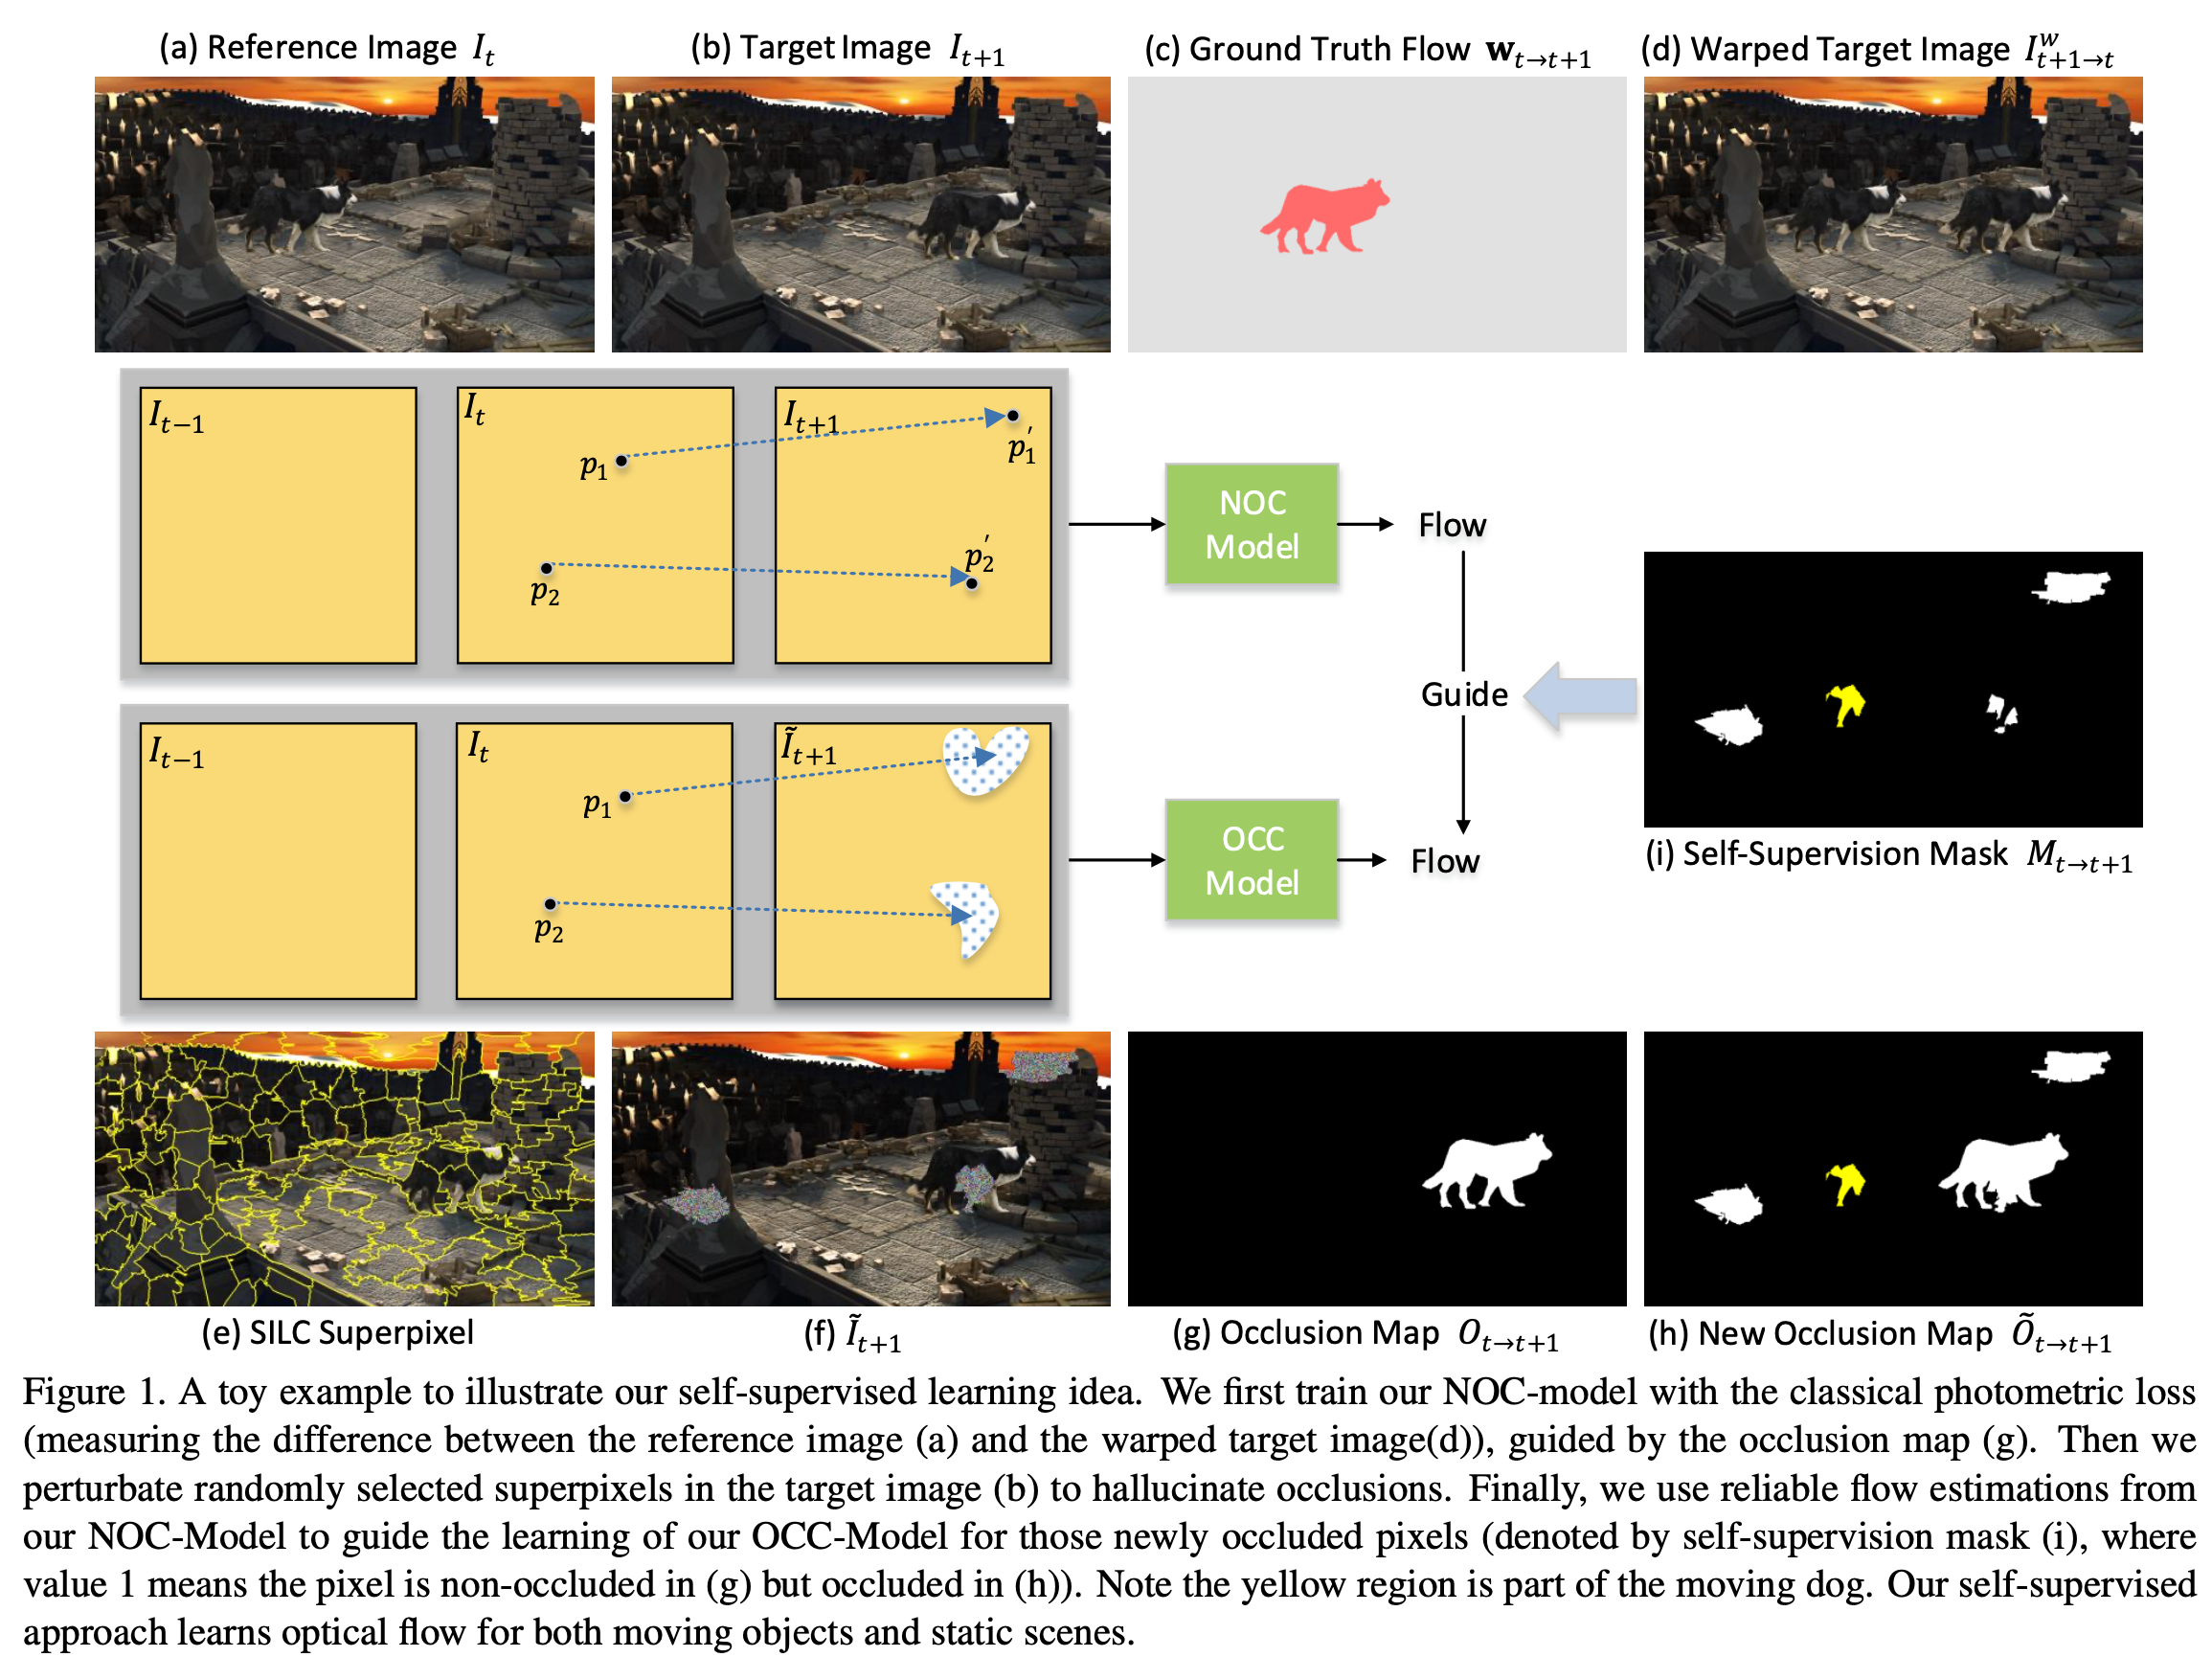 (a) Reference Image I_t
(b) Target Image I_{t+1}
(c) Ground Truth Flow w_{t→t+1}
(d) Warped Target Image I^w_{t+1→t}
I_{t−1}
I_t
I_{t+1}
p_1
p_1′
p_2
p_2′
NOC
Model
Flow
Guide
I_{t−1}
I_t
Ĩ_{t+1}
p_1
p_2
OCC
Model
Flow
(i) Self-Supervision Mask M_{t→t+1}
(e) SILC Superpixel
(f) Ĩ_{t+1}
(g) Occlusion Map O_{t→t+1}
(h) New Occlusion Map Õ_{t→t+1}
Figure 1. A toy example to illustrate our self-supervised learning idea. We first train our NOC-model with the classical photometric loss
(measuring the difference between the reference image (a) and the warped target image(d)), guided by the occlusion map (g). Then we
perturbate randomly selected superpixels in the target image (b) to hallucinate occlusions. Finally, we use reliable flow estimations from
our NOC-Model to guide the learning of our OCC-Model for those newly occluded pixels (denoted by self-supervision mask (i), where
value 1 means the pixel is non-occluded in (g) but occluded in (h)). Note the yellow region is part of the moving dog. Our self-supervised
approach learns optical flow for both moving objects and static scenes.